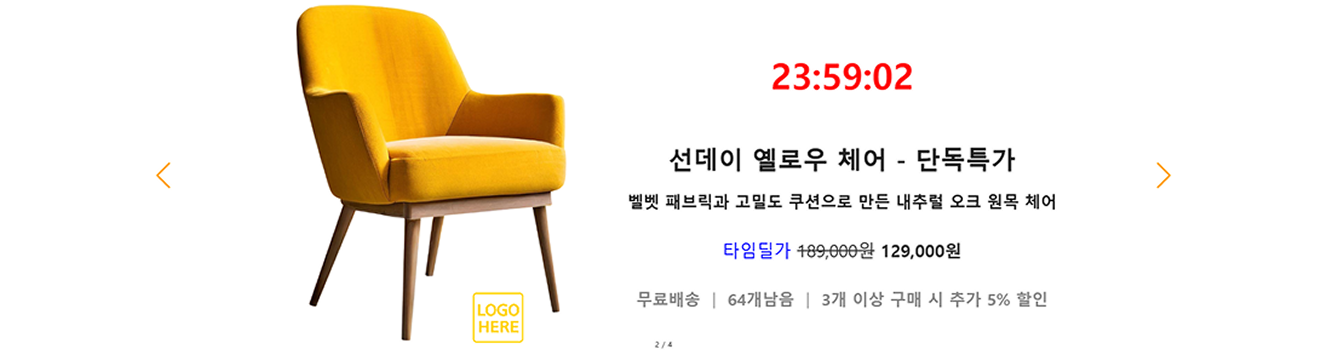 23:59:02
선데이 옐로우 체어 - 단독특가
벨벳 패브릭과 고밀도 쿠션으로 만든 내추럴 오크 원목 체어
타임딜가 189,000원 129,000원
무료배송 | 64개남음 | 3개 이상 구매 시 추가 5% 할인
LOGO
HERE
2 / 4